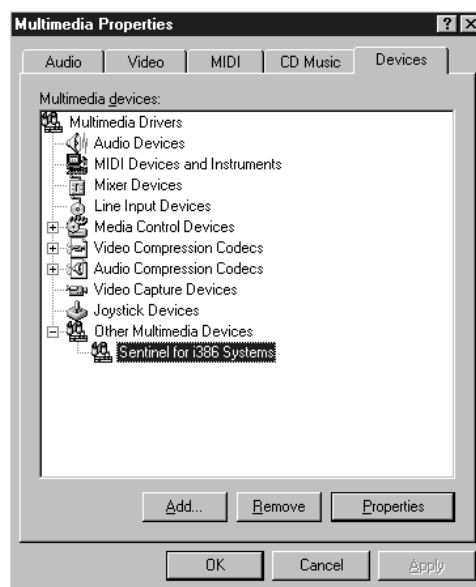 Multimedia Properties
Audio Video MIDI CD Music Devices
Multimedia devices:
Multimedia Drivers
Audio Devices
MIDI Devices and Instruments
Mixer Devices
Line Input Devices
Media Control Devices
Video Compression Codecs
Audio Compression Codecs
Video Capture Devices
Joystick Devices
Other Multimedia Devices
Sentinel for i386 Systems
Add... Remove Properties
OK Cancel Apply